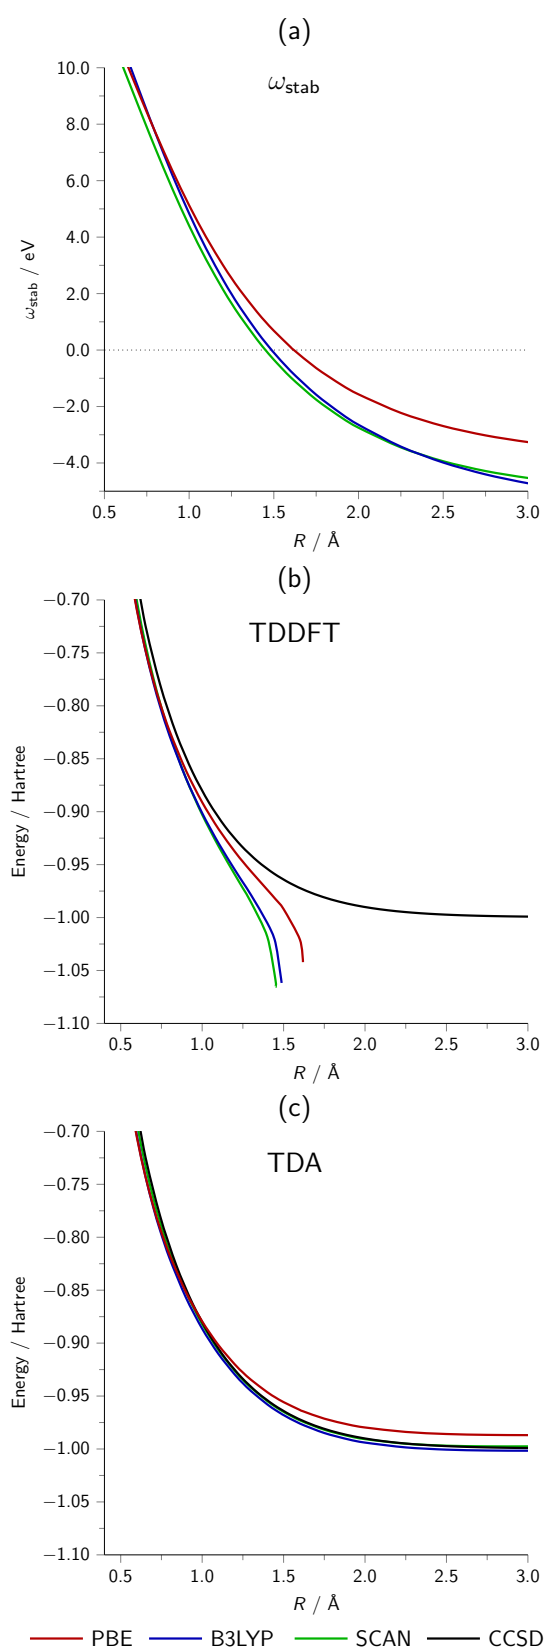 (a)
ω_stab
10.0
8.0
6.0
4.0
2.0
0.0
−2.0
−4.0
ω_stab / eV
0.5 1.0 1.5 2.0 2.5 3.0
R / Å
(b)
TDDFT
−0.70
−0.75
−0.80
−0.85
−0.90
−0.95
−1.00
−1.05
−1.10
Energy / Hartree
0.5 1.0 1.5 2.0 2.5 3.0
R / Å
(c)
TDA
−0.70
−0.75
−0.80
−0.85
−0.90
−0.95
−1.00
−1.05
−1.10
Energy / Hartree
0.5 1.0 1.5 2.0 2.5 3.0
R / Å
PBE B3LYP SCAN CCSD